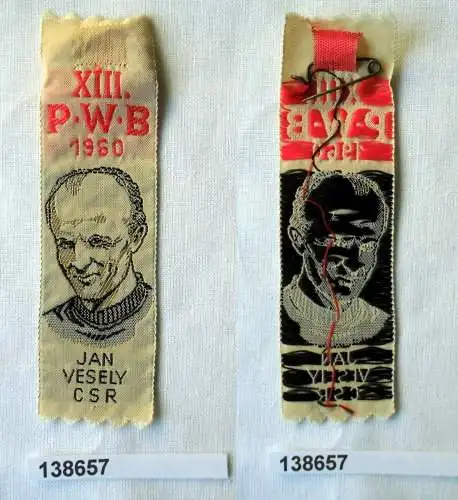 XIII.
P·W·B
1960
JAN
VESELY
CSR
138657
138657